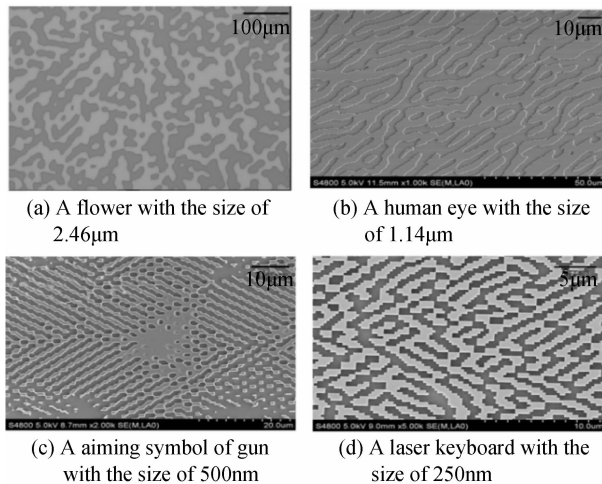 100μm
10μm
S4800 5.0kV 11.5mm x1.00k SE(M,LA0)
50.0um
(a) A flower with the size of
2.46μm
(b) A human eye with the size
of 1.14μm
10μm
5μm
S4800 5.0kV 8.7mm x2.00k SE(M,LA0)
20.0um
S4800 5.0kV 9.0mm x5.00k SE(M,LA0)
10.0um
(c) A aiming symbol of gun
with the size of 500nm
(d) A laser keyboard with the
size of 250nm